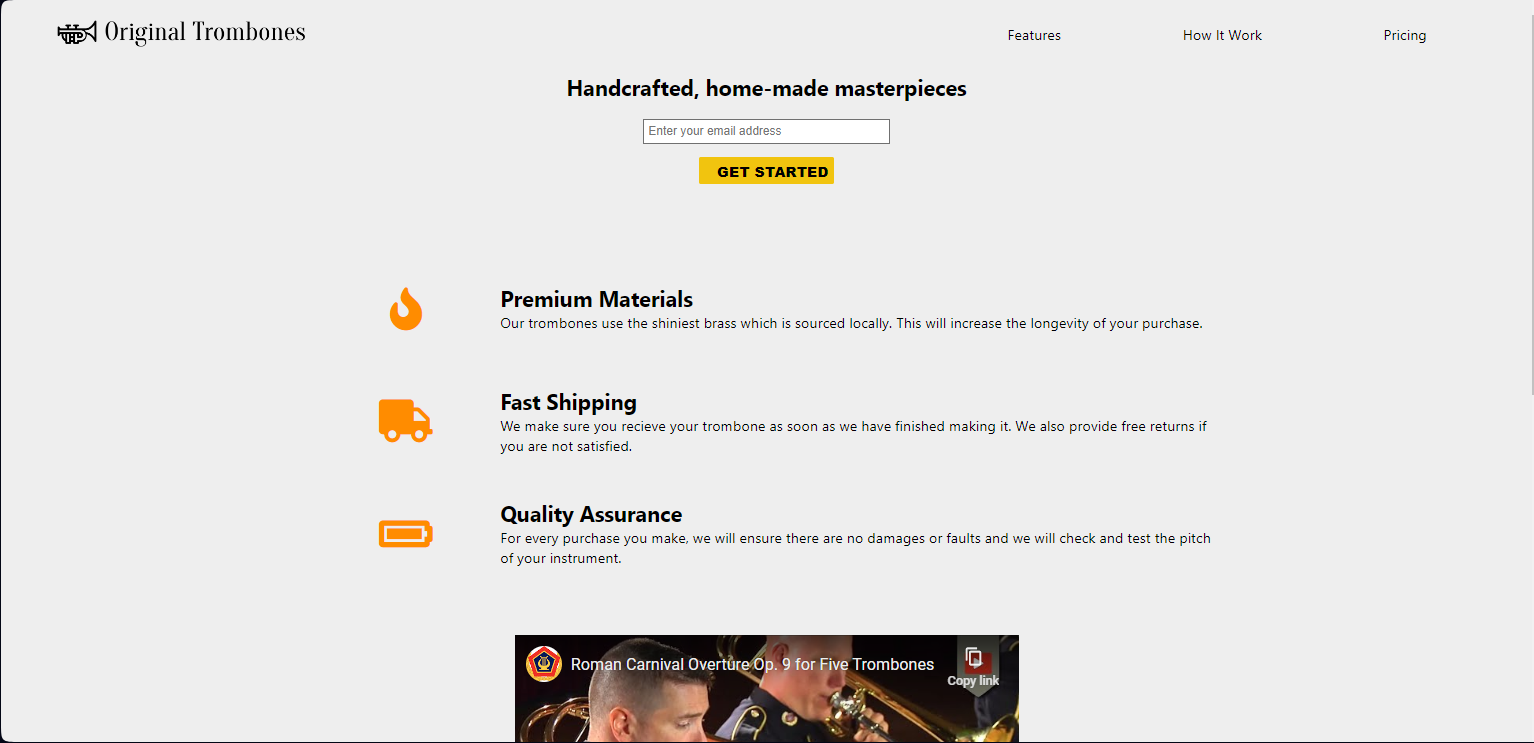 Original Trombones
Features
How It Work
Pricing
Handcrafted, home-made masterpieces
Enter your email address
GET STARTED
Premium Materials
Our trombones use the shiniest brass which is sourced locally. This will increase the longevity of your purchase.
Fast Shipping
We make sure you recieve your trombone as soon as we have finished making it. We also provide free returns if
you are not satisfied.
Quality Assurance
For every purchase you make, we will ensure there are no damages or faults and we will check and test the pitch
of your instrument.
Roman Carnival Overture Op. 9 for Five Trombones
Copy link